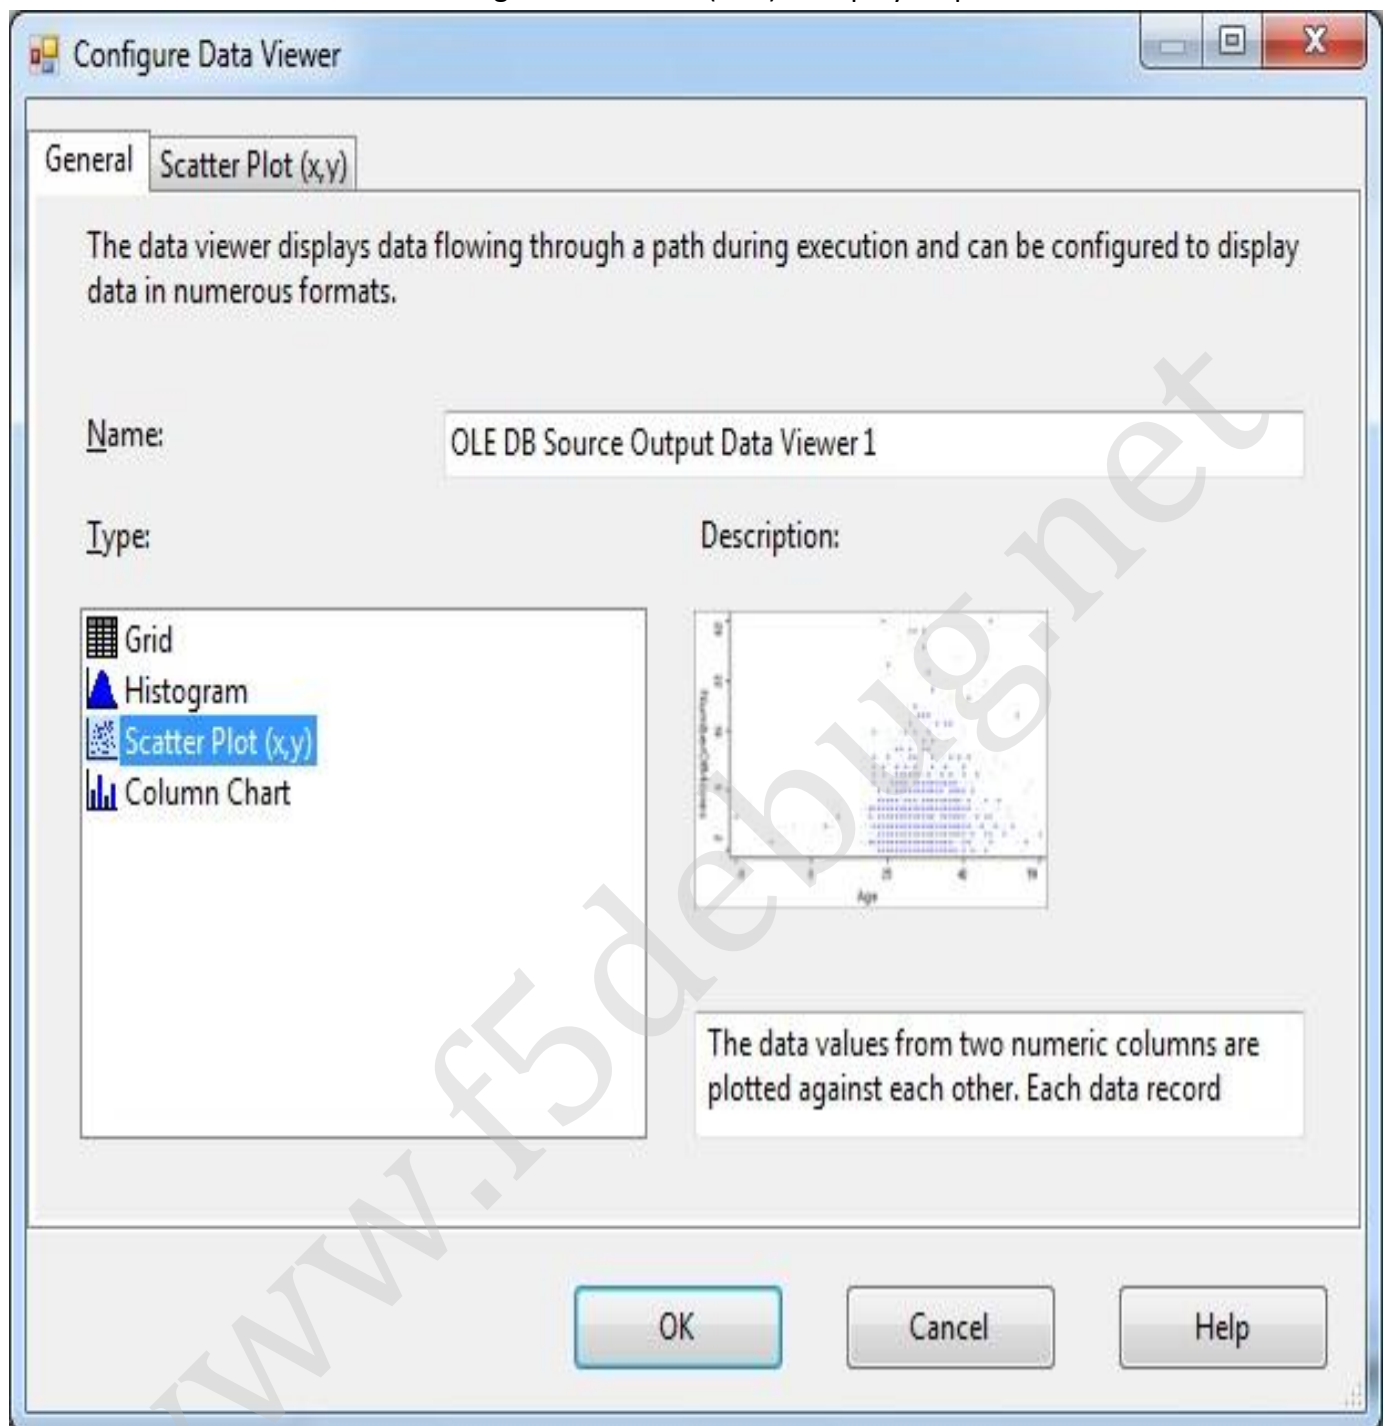 Configure Data Viewer
X
General
Scatter Plot (x,y)
The data viewer displays data flowing through a path during execution and can be configured to display
data in numerous formats.
Name:
OLE DB Source Output Data Viewer 1
Type:
Description:
Grid
Histogram
Scatter Plot (x,y)
Column Chart
Age
The data values from two numeric columns are
plotted against each other. Each data record
OK
Cancel
Help
www.f5debug.net